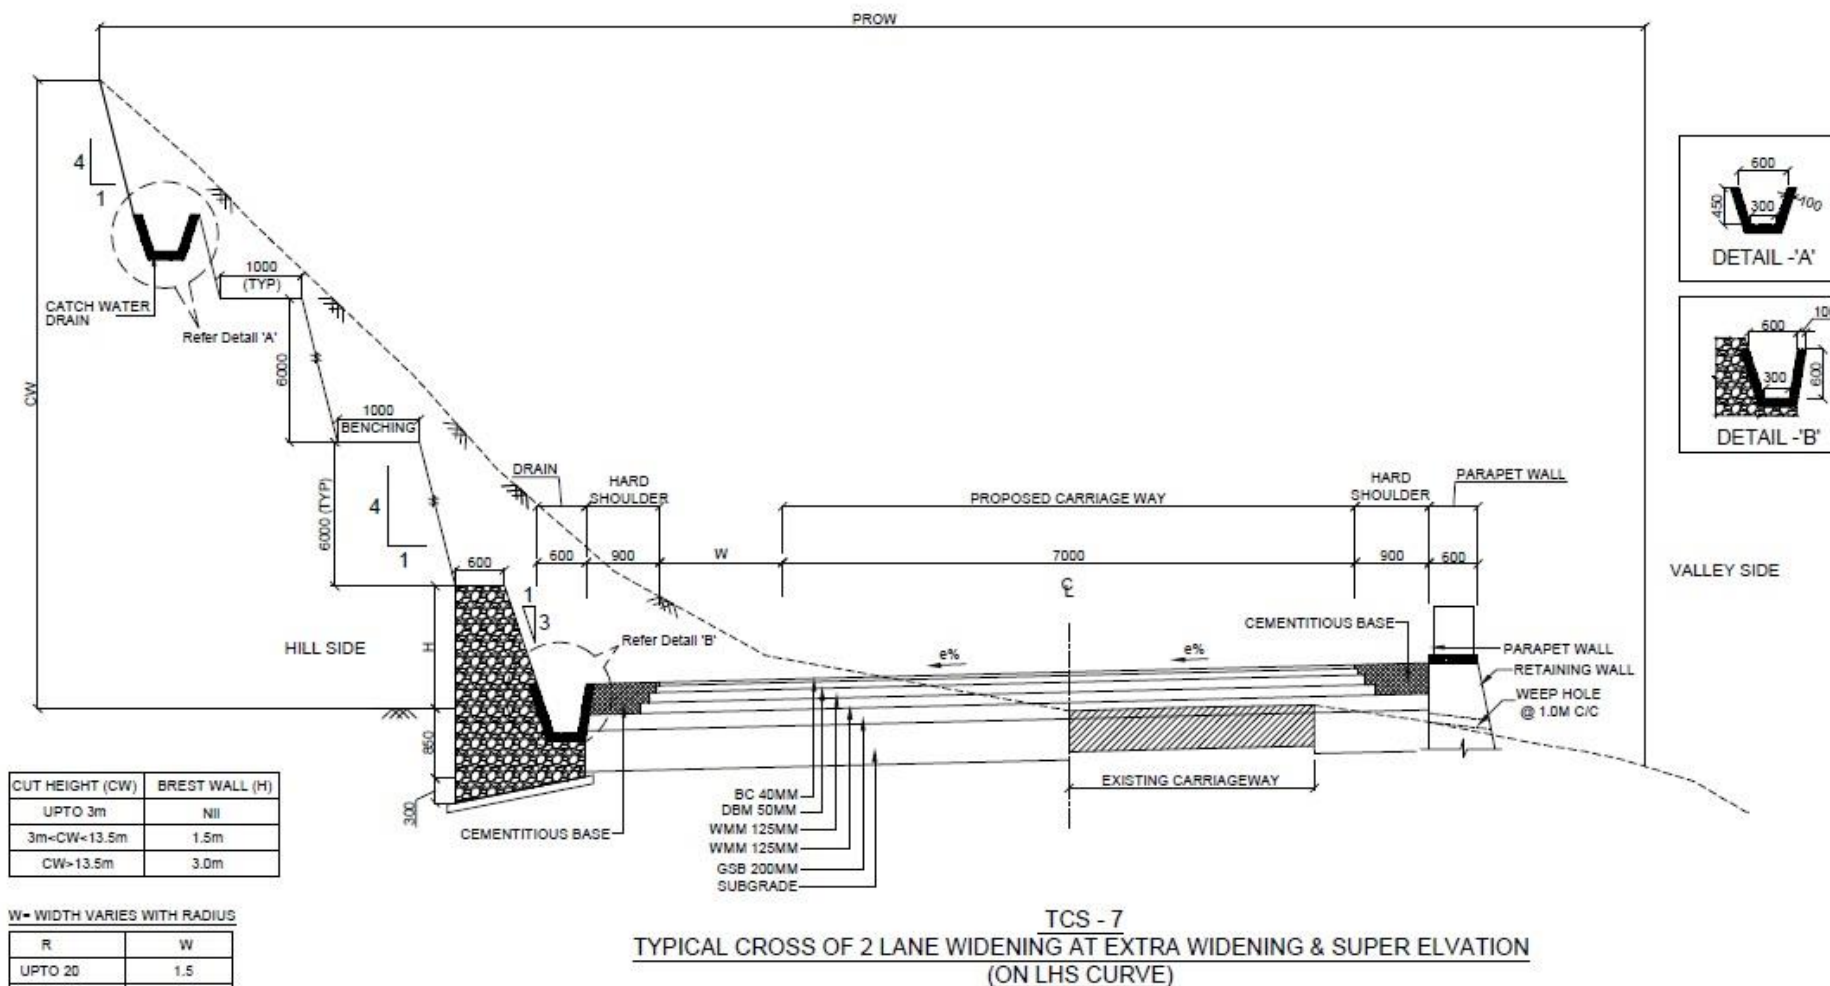 PROW
4
1
600
450
300
100
DETAIL -'A'
1000
(TYP)
CATCH WATER
DRAIN
Refer Detail 'A'
600
300
600
DETAIL -'B'
CW
6000
1000
BENCHING
6000 (TYP)
4
1
DRAIN
HARD
SHOULDER
PROPOSED CARRIAGE WAY
HARD
SHOULDER
PARAPET WALL
600
600
900
W
7000
900
600
VALLEY SIDE
1
3
Refer Detail 'B'
HILL SIDE
H
CEMENTITIOUS BASE
e%
e%
PARAPET WALL
RETAINING WALL
WEEP HOLE
@ 1.0M C/C
850
300
EXISTING CARRIAGEWAY
BC 40MM
DBM 50MM
WMM 125MM
WMM 125MM
GSB 200MM
SUBGRADE
CEMENTITIOUS BASE
CUT HEIGHT (CW) BREST WALL (H)
UPTO 3m Nil
3m<CW<13.5m 1.5m
CW>13.5m 3.0m
W= WIDTH VARIES WITH RADIUS
R W
UPTO 20 1.5
TCS - 7
TYPICAL CROSS OF 2 LANE WIDENING AT EXTRA WIDENING & SUPER ELVATION
(ON LHS CURVE)